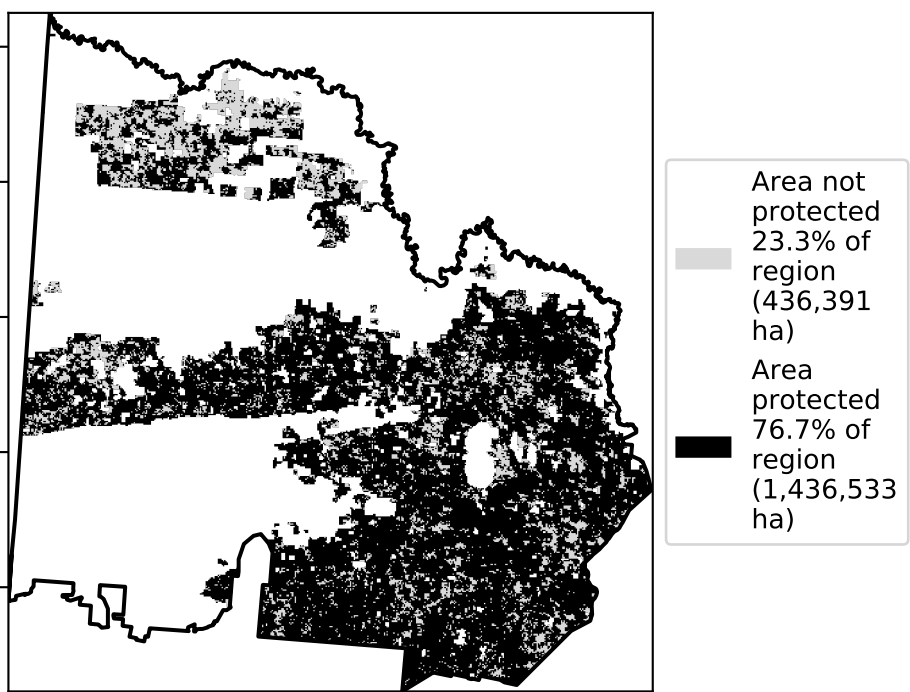 Area not
protected
23.3% of
region
(436,391
ha)
Area
protected
76.7% of
region
(1,436,533
ha)